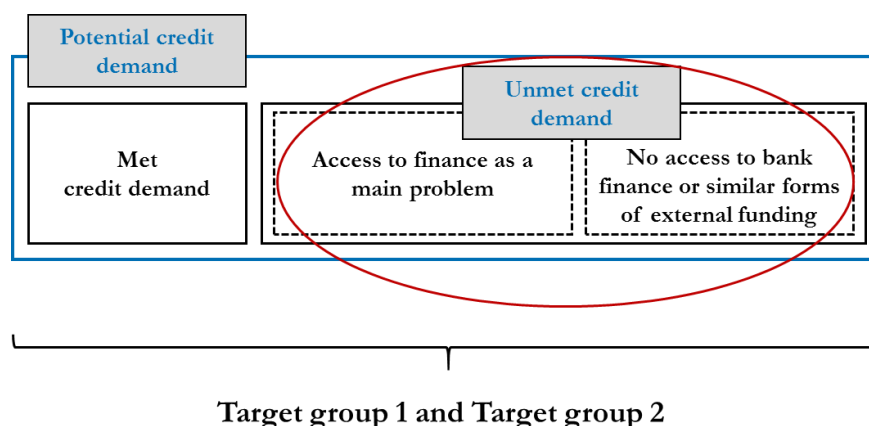 Potential credit
demand
Unmet credit
demand
Met
credit demand
Access to finance as a
main problem
No access to bank
finance or similar forms
of external funding
Target group 1 and Target group 2